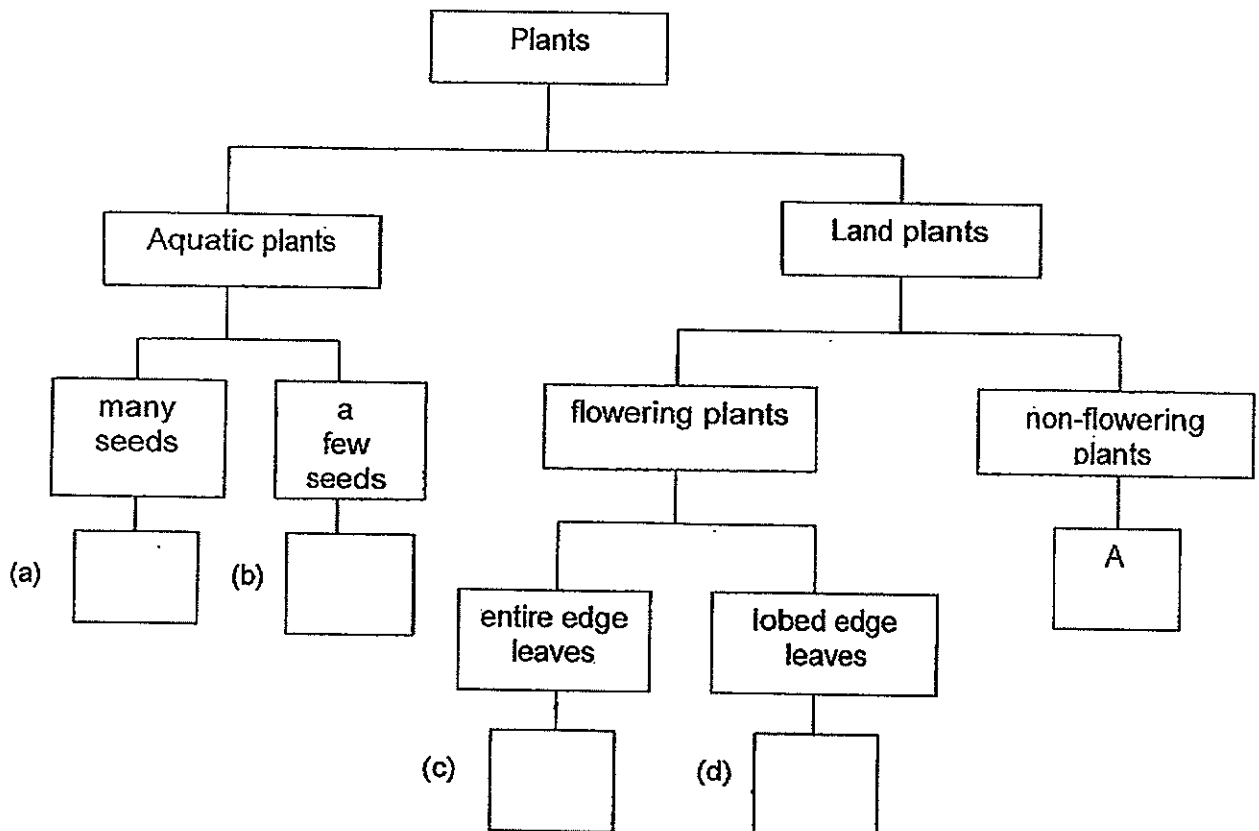 Plants
Aquatic plants
Land plants
many
seeds
a
few
seeds
flowering plants
non-flowering
plants
(a)
(b)
A
entire edge
leaves
lobed edge
leaves
(c)
(d)